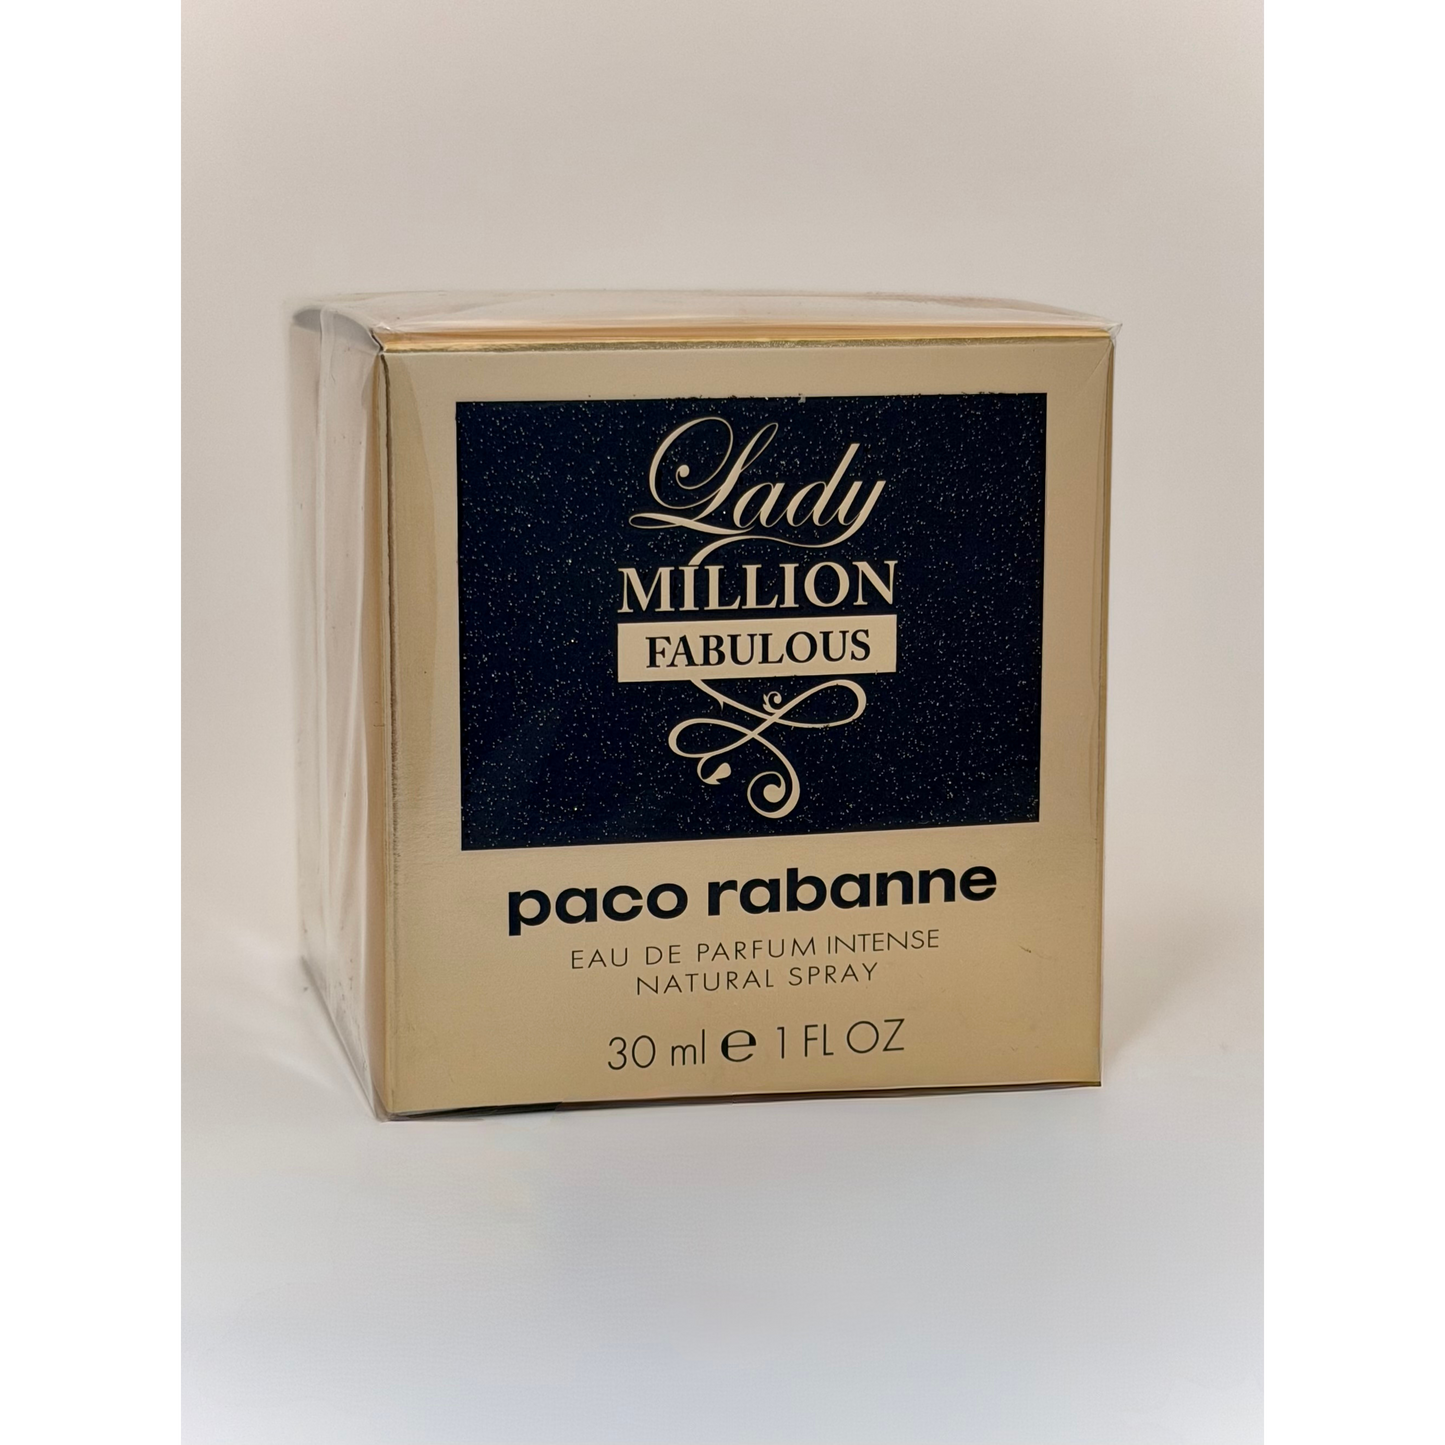 Lady
MILLION
FABULOUS
paco rabanne
EAU DE PARFUM INTENSE
NATURAL SPRAY
30 ml ℮ 1 FL OZ